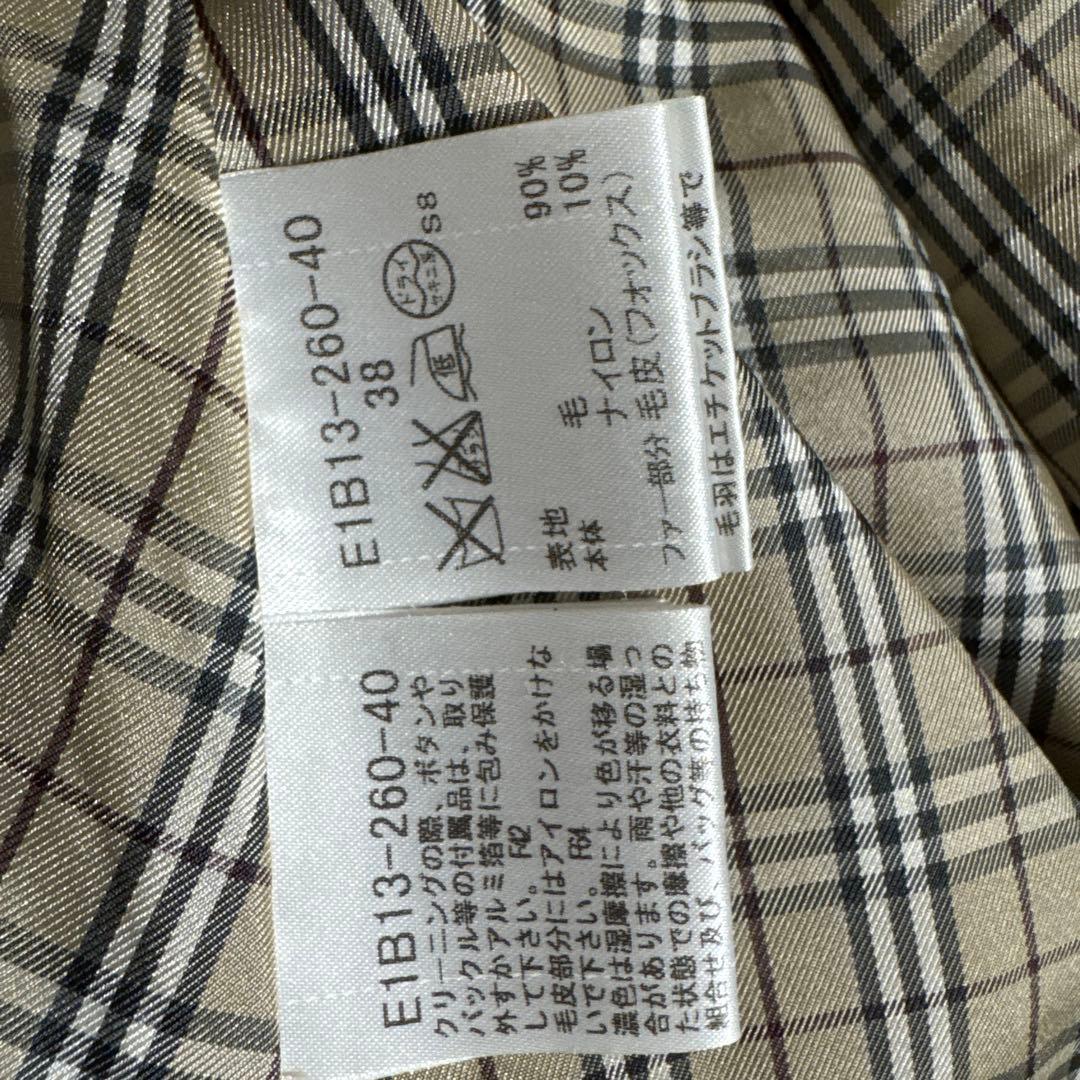 E1B13-260-40
38
低
ドライ
セキユ系
S8
表地
本体
毛 90%
ナイロン 10%
ファー部分 毛皮(フォックス)
毛羽はエチケットブラシ等で
E1B13-260-40
クリーニングの際、ボタンや
バックル等の付属品は、取り
外すかアルミ箔等に包み保護
して下さい。 F42
毛皮部分にはアイロンをかけな
いで下さい。 F64
濃色は湿摩擦により色が移る場
合があります。雨や汗等の湿っ
た状態での摩擦や他の衣料との
組合せ及び、バッグ等の持ち物